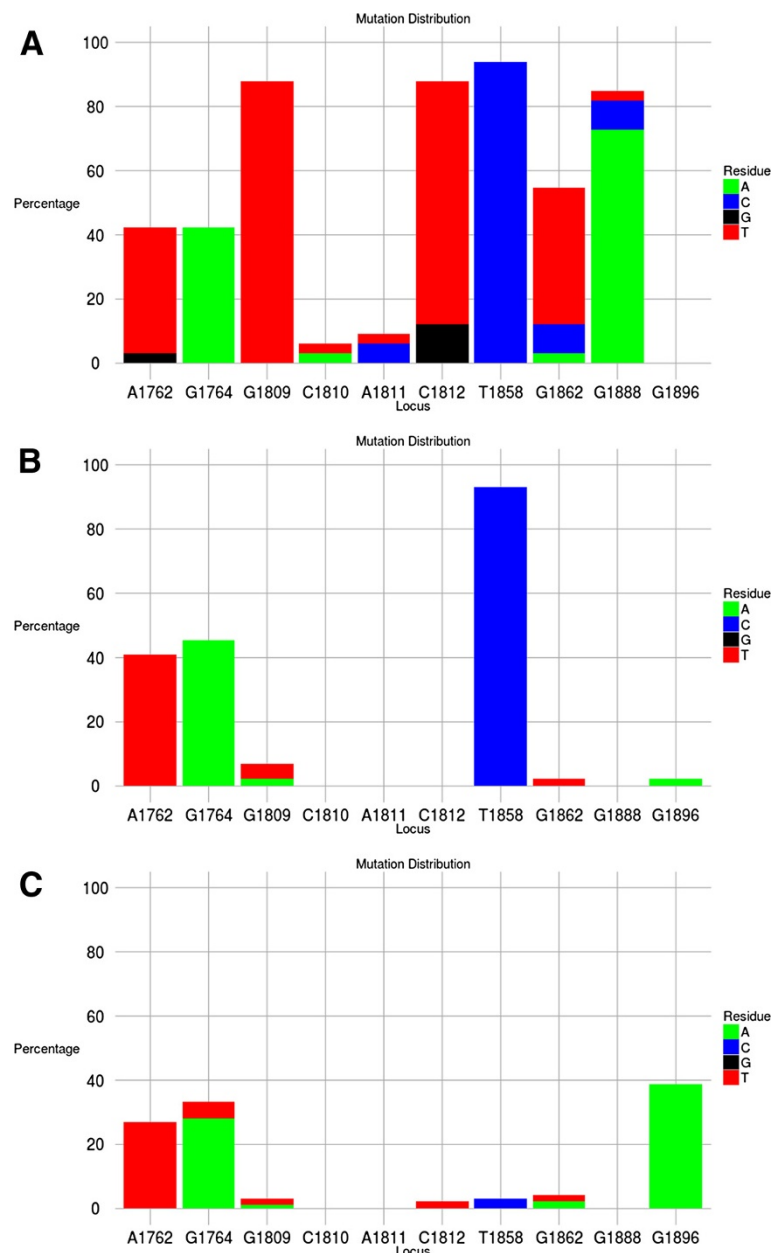 A
Mutation Distribution
100
80
60
Percentage
40
20
0
A1762 G1764 G1809 C1810 A1811 C1812 T1858 G1862 G1888 G1896
Locus
Residue
A
C
G
T
B
Mutation Distribution
100
80
60
Percentage
40
20
0
A1762 G1764 G1809 C1810 A1811 C1812 T1858 G1862 G1888 G1896
Locus
Residue
A
C
G
T
C
Mutation Distribution
100
80
60
Percentage
40
20
0
A1762 G1764 G1809 C1810 A1811 C1812 T1858 G1862 G1888 G1896
Locus
Residue
A
C
G
T